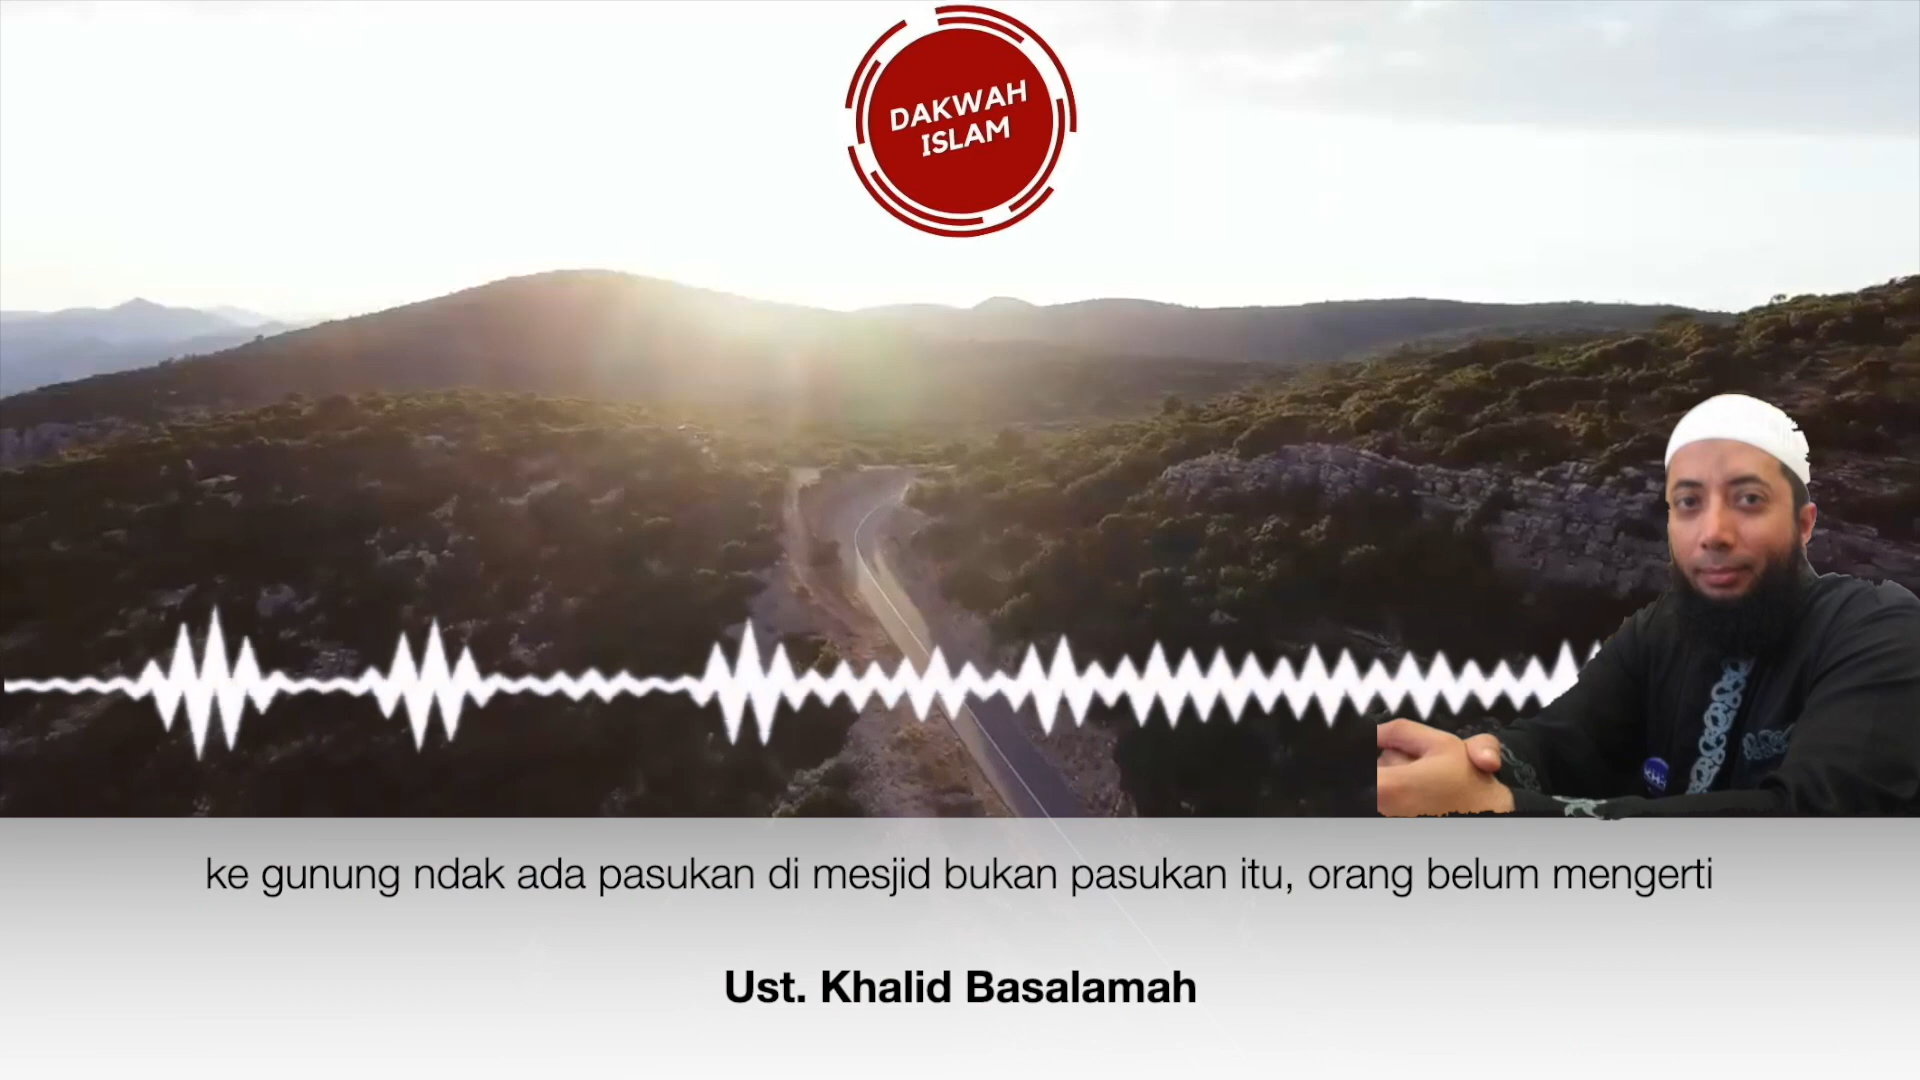 DAKWAH
ISLAM
ke gunung ndak ada pasukan di mesjid bukan pasukan itu, orang belum mengerti
Ust. Khalid Basalamah